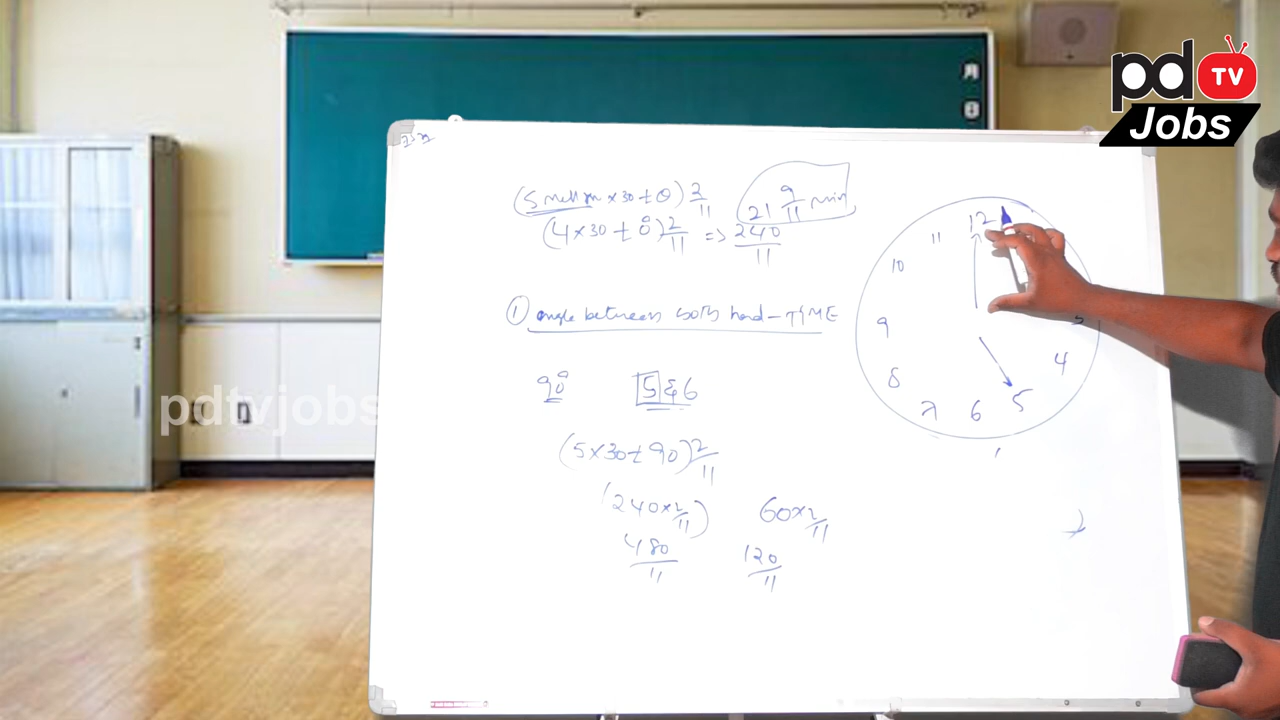 pd TV
Jobs
(5 × 30 ± θ) 2/11
21 9/11 min
(4 × 30 ± 0°) 2/11 => 240/11
① angle between both hand – TIME
90° 5 & 6
(5×30 ± 90) 2/11
(240 × 2/11) 60 × 2/11
480/11 120/11
12
11
10
9
8
7
6
5
4
3
pdtvjobs